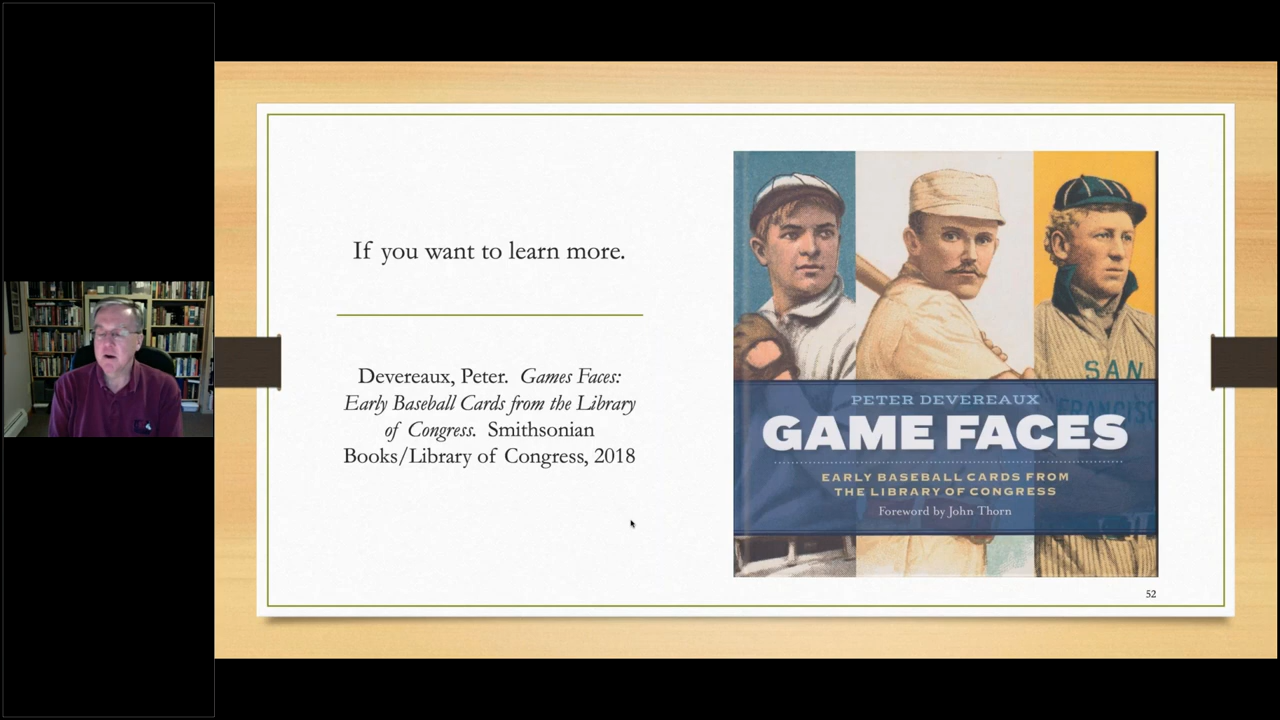 If you want to learn more.
Devereaux, Peter. Games Faces:
Early Baseball Cards from the Library
of Congress. Smithsonian
Books/Library of Congress, 2018
SAN
FRANCISCO
PETER DEVEREAUX
GAME FACES
EARLY BASEBALL CARDS FROM
THE LIBRARY OF CONGRESS
Foreword by John Thorn
52